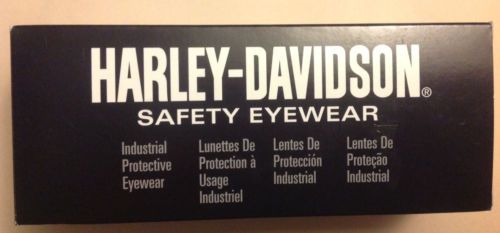 HARLEY-DAVIDSON®
SAFETY EYEWEAR
Industrial
Protective
Eyewear
Lunettes De
Protection à
Usage
Industriel
Lentes De
Protección
Industrial
Lentes De
Proteção
Industrial